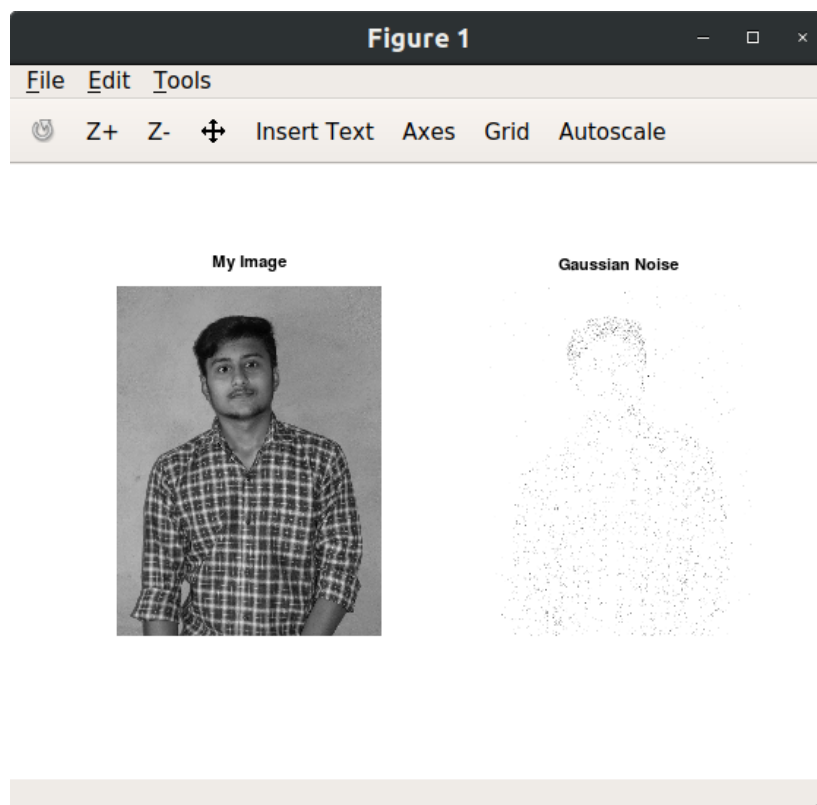 Figure 1
File Edit Tools
Z+ Z- Insert Text Axes Grid Autoscale
My Image
Gaussian Noise